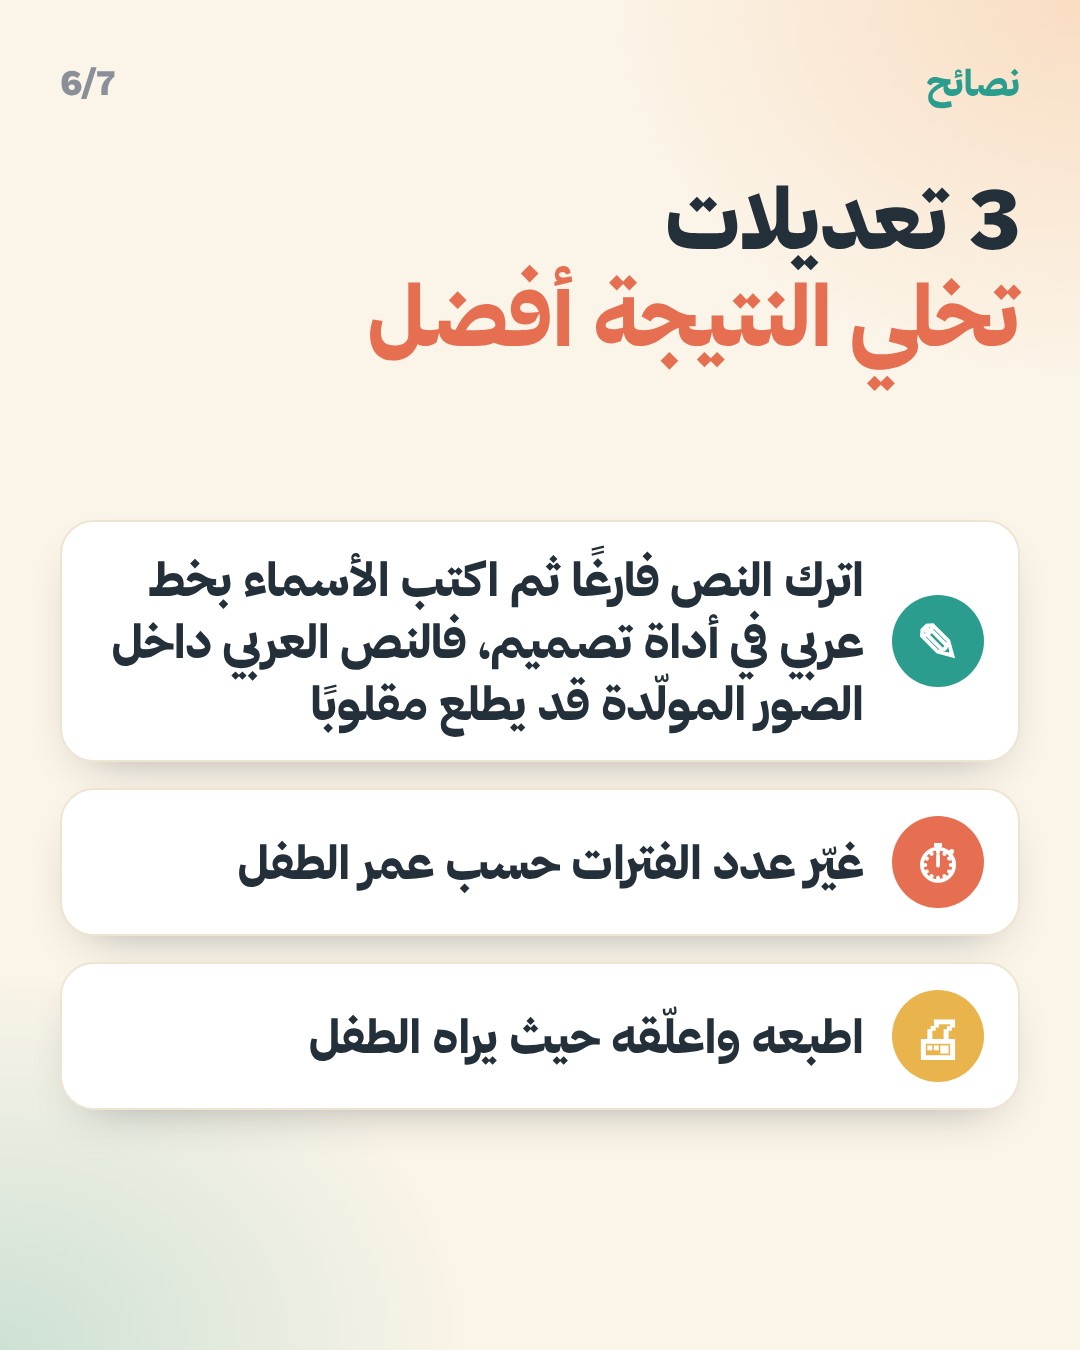 نصائح
6/7
3 تعديلات
تخلي النتيجة أفضل
اترك النص فارغًا ثم اكتب الأسماء بخط
عربي في أداة تصميم، فالنص العربي داخل
الصور المولّدة قد يطلع مقلوبًا
غيّر عدد الفترات حسب عمر الطفل
اطبعه واعلّقه حيث يراه الطفل